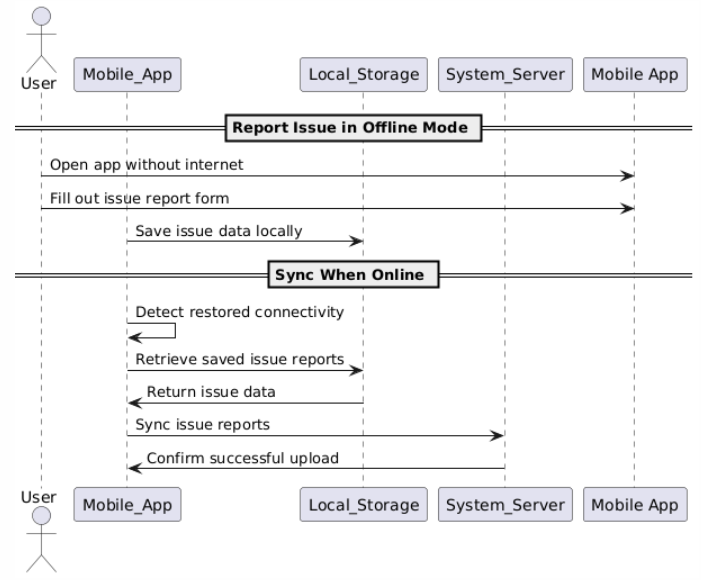 User
Mobile_App
Local_Storage
System_Server
Mobile App
Report Issue in Offline Mode
Open app without internet
Fill out issue report form
Save issue data locally
Sync When Online
Detect restored connectivity
Retrieve saved issue reports
Return issue data
Sync issue reports
Confirm successful upload
User
Mobile_App
Local_Storage
System_Server
Mobile App